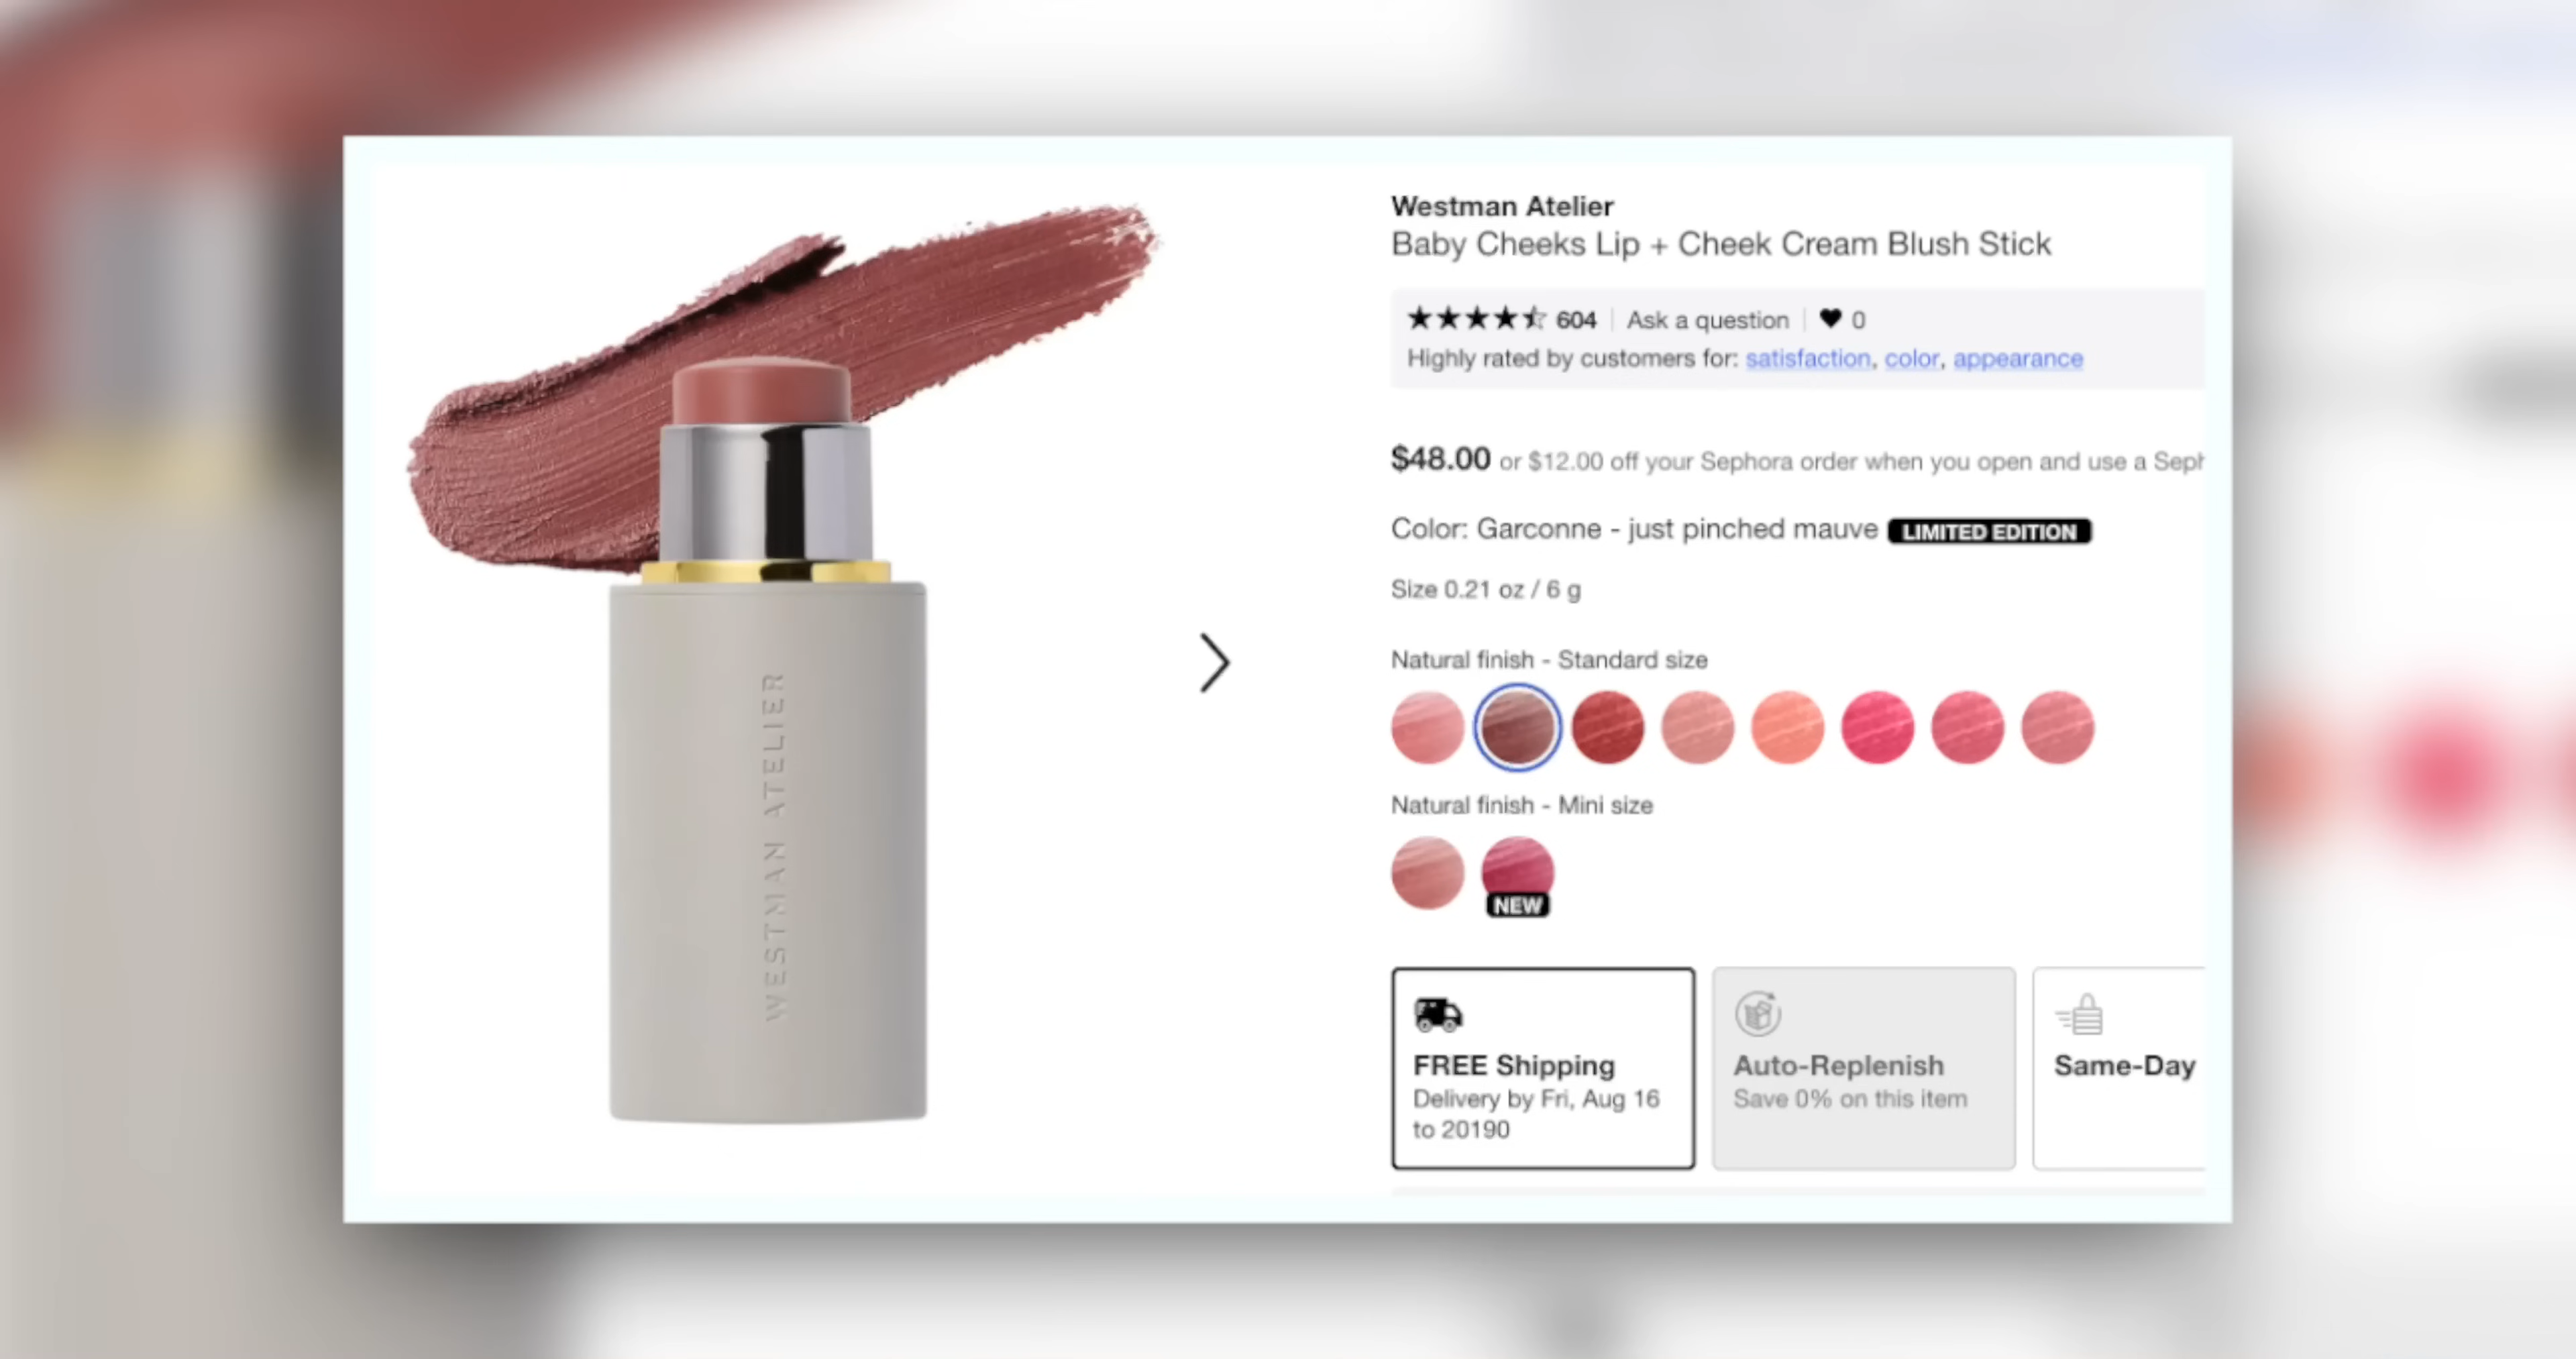 WESTMAN ATELIER
Westman Atelier
Baby Cheeks Lip + Cheek Cream Blush Stick
604 Ask a question 0
Highly rated by customers for: satisfaction, color, appearance
$48.00 or $12.00 off your Sephora order when you open and use a
Color: Garconne - just pinched mauve LIMITED EDITION
Size 0.21 oz / 6 g
Natural finish - Standard size
Natural finish - Mini size
NEW
FREE Shipping
Delivery by Fri, Aug 16
to 20190
Auto-Replenish
Save 0% on this item
Same-Day